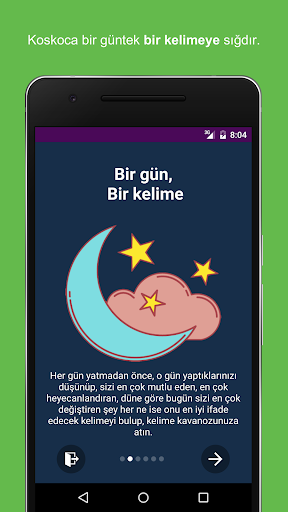 Koskoca bir güntek bir kelimeye sığdır.
3G 8:04
Bir gün,
Bir kelime
Her gün yatmadan önce, o gün yaptıklarınızı
düşünüp, sizi en çok mutlu eden, en çok
heyecanlandıran, düne göre bugün sizi en çok
değiştiren şey her ne ise onu en iyi ifade
edecek kelimeyi bulup, kelime kavanozunuza
atın.